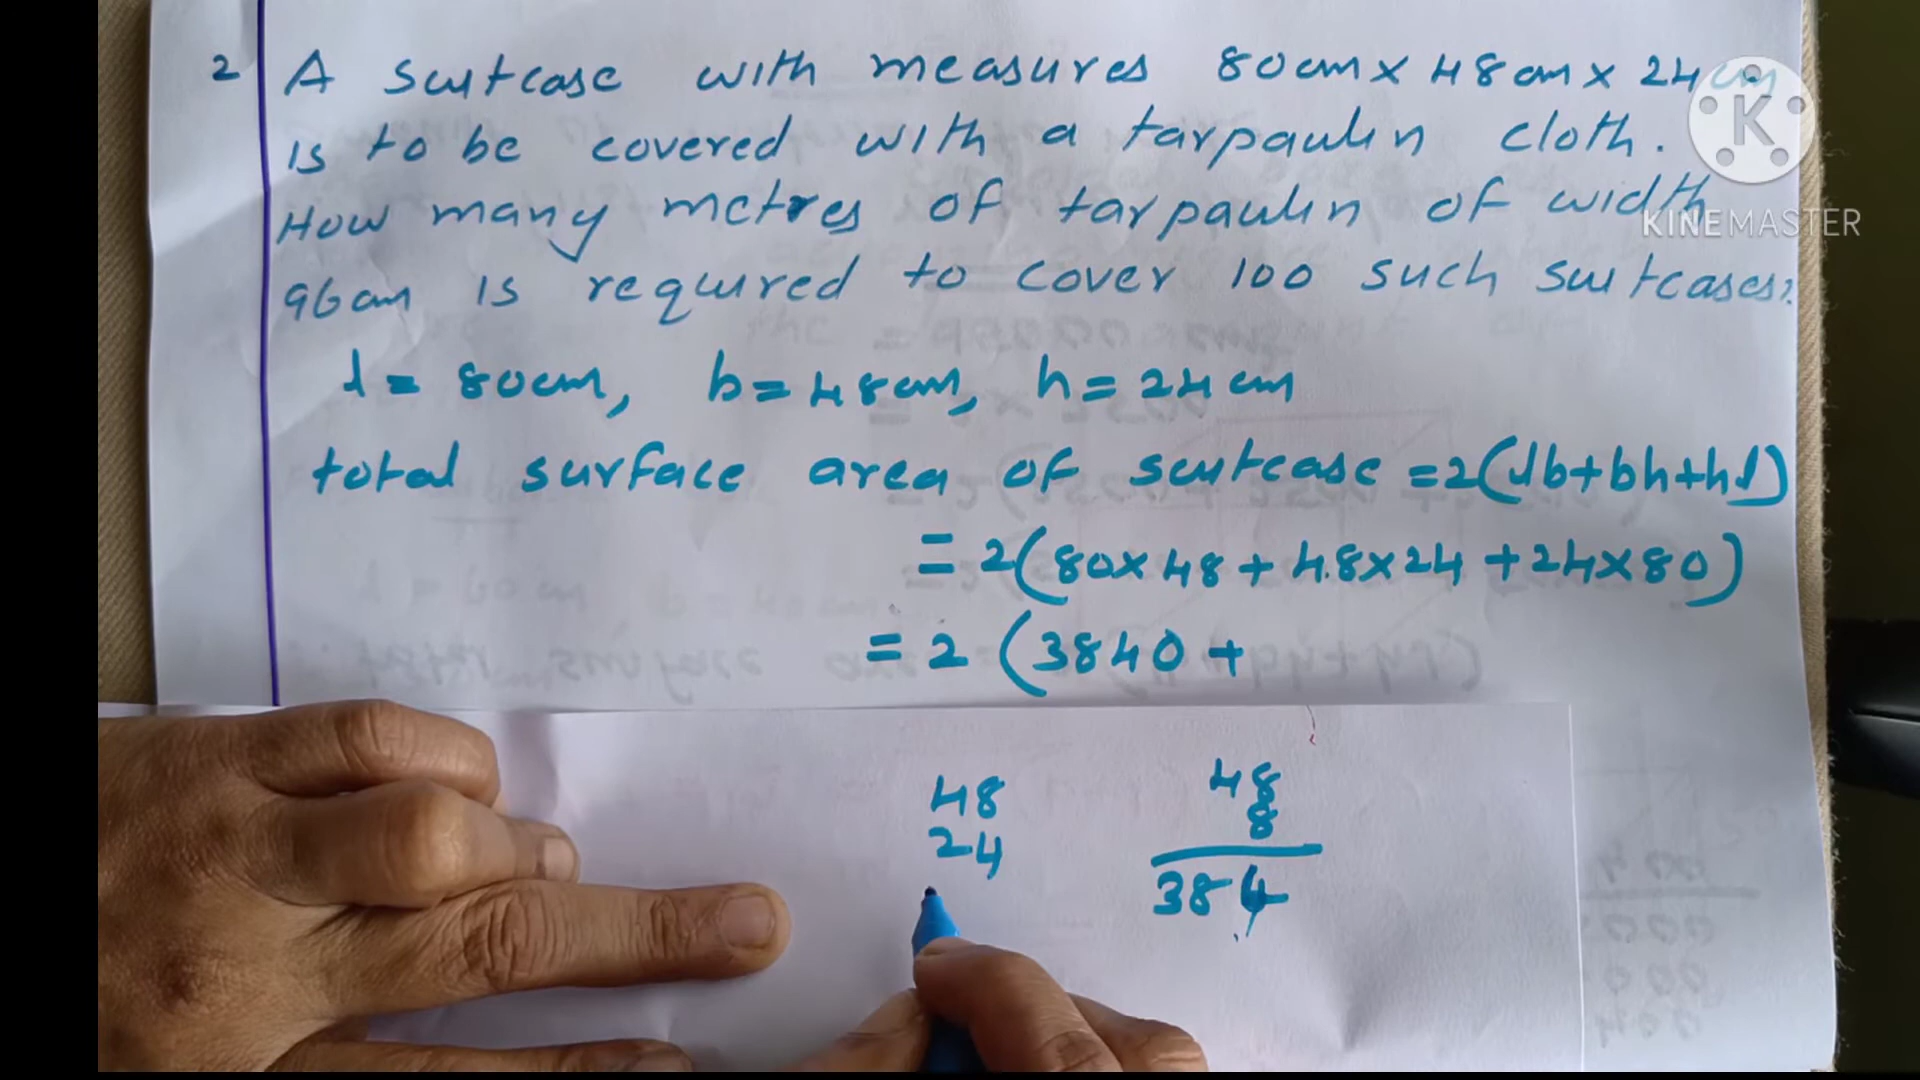 2 A suitcase with measures 80cm x 48cm x 24cm
is to be covered with a tarpaulin cloth.
How many metres of tarpaulin of width
96cm is required to cover 100 such suitcases?
l = 80cm, b = 48cm, h = 24cm
total surface area of suitcase = 2(lb+bh+hl)
= 2(80x48 + 48x24 + 24x80)
= 2 (3840 +
48
24
48
8
384
K
KINEMASTER